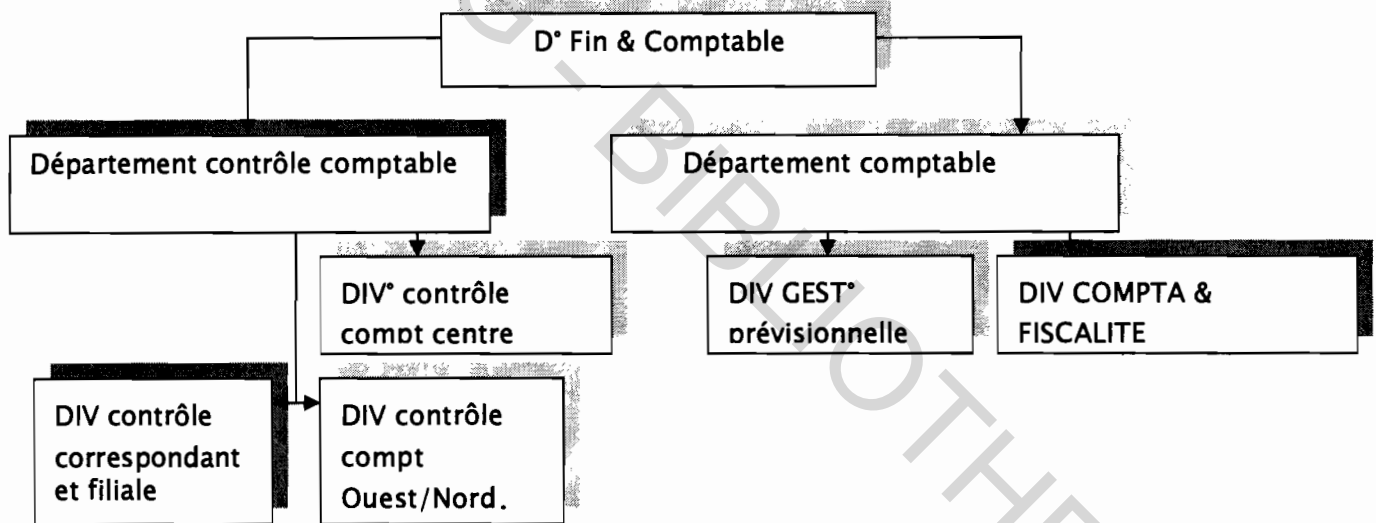 D° Fin & Comptable
Département contrôle comptable
Département comptable
DIV° contrôle
compt centre
DIV GEST°
prévisionnelle
DIV COMPTA &
FISCALITE
DIV contrôle
correspondant
et filiale
DIV contrôle
compt
Ouest/Nord.
G - BIBLIOTHE